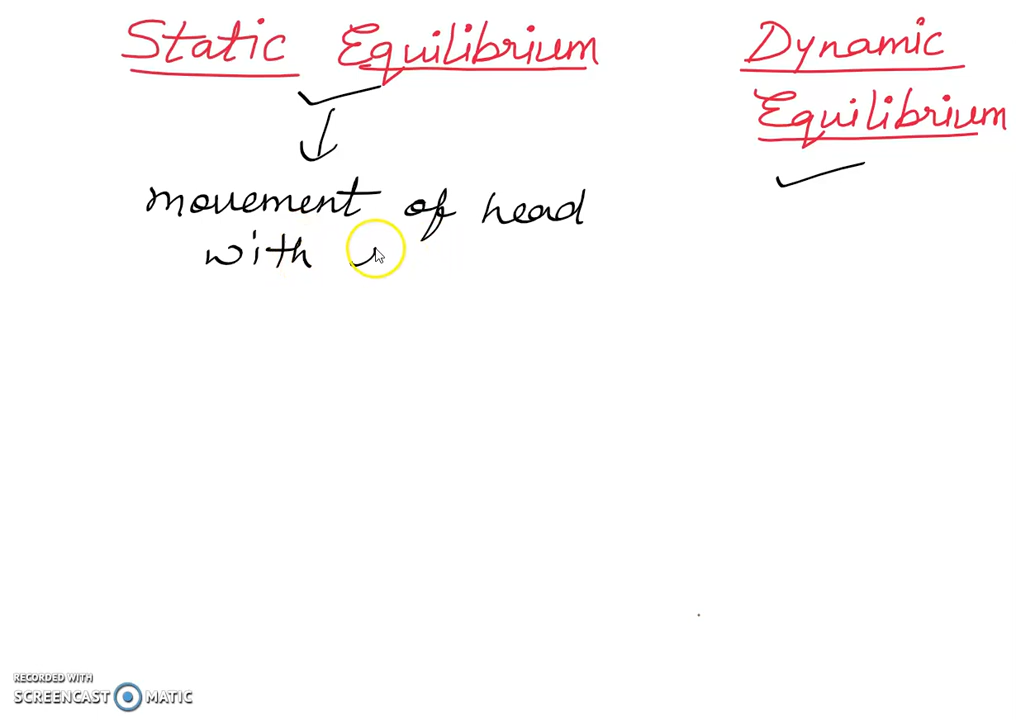 Static Equilibrium
Dynamic
Equilibrium
movement of head
with
RECORDED WITH
SCREENCAST MATIC